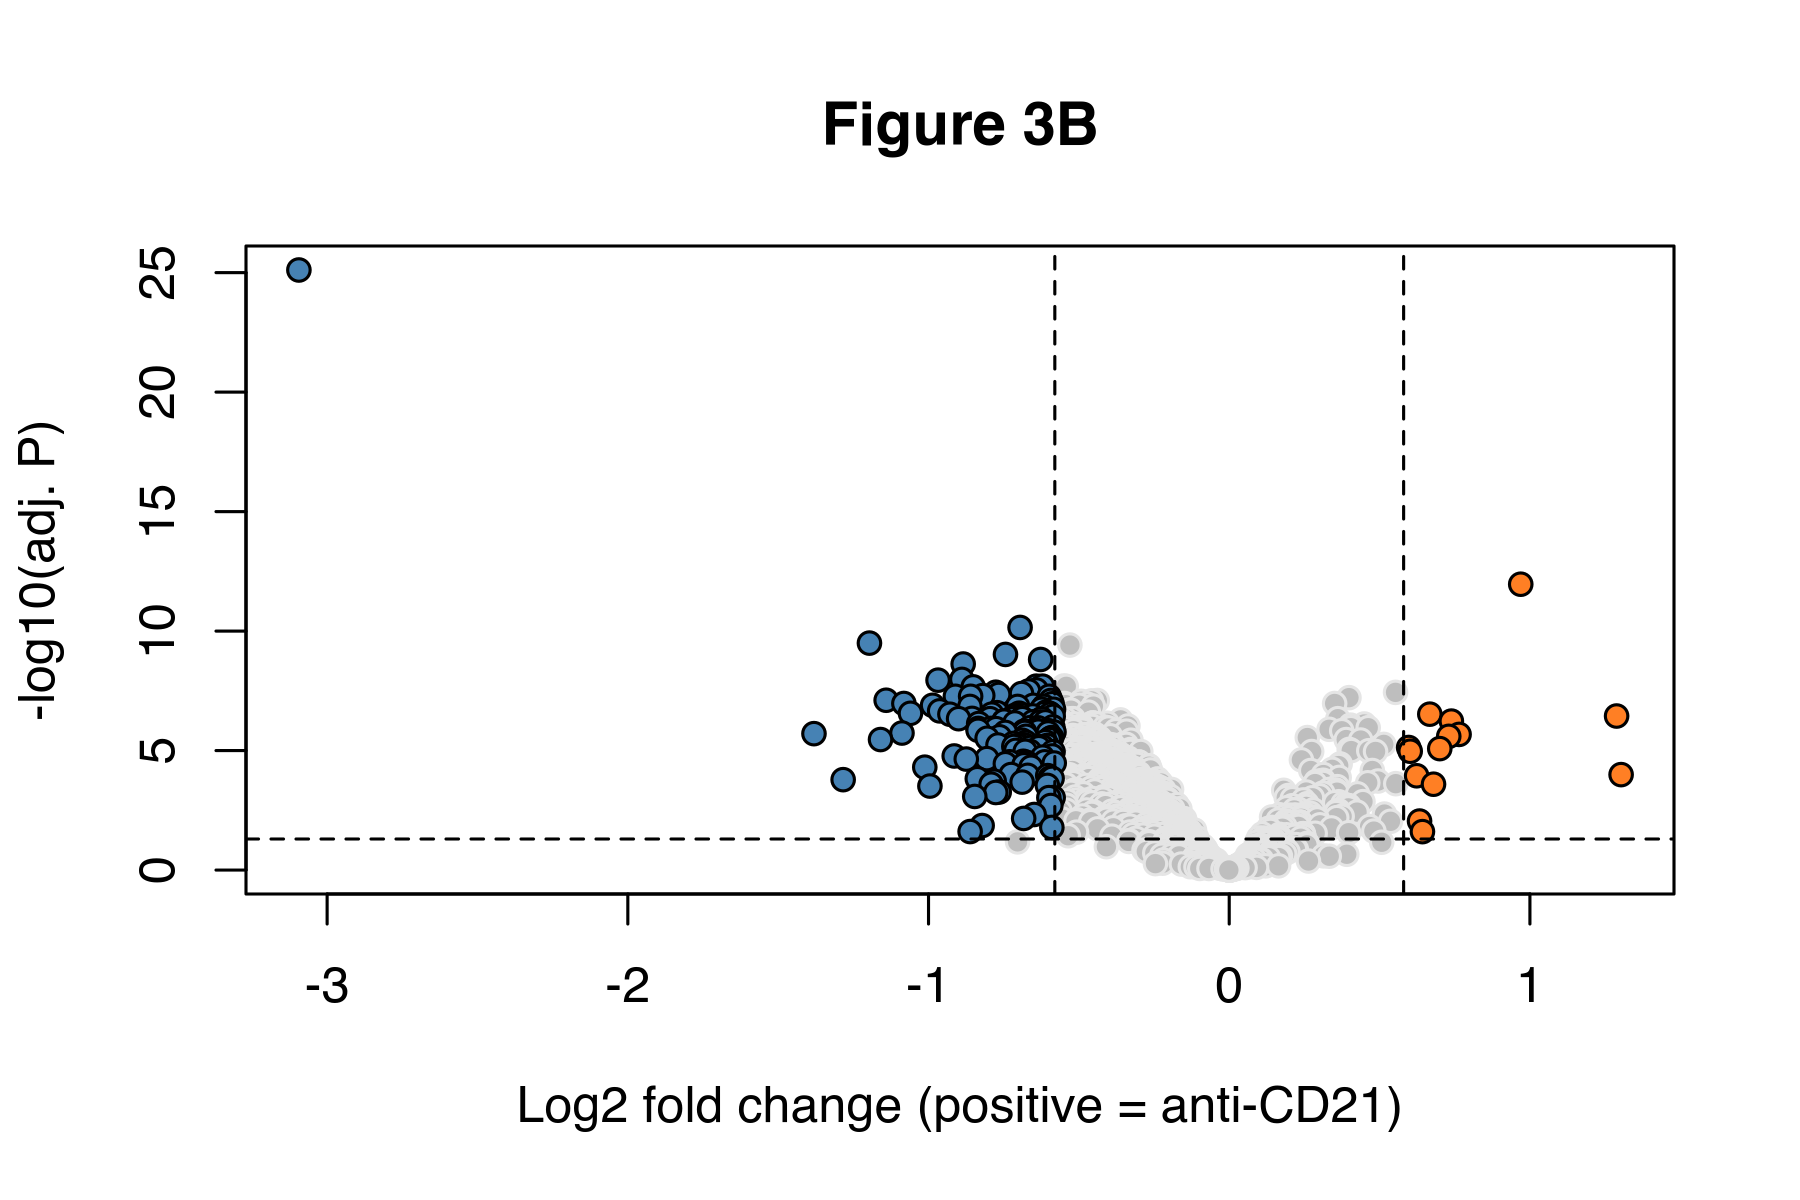 Figure 3B
25
20
15
10
5
0
-log10(adj. P)
-3 -2 -1 0 1
Log2 fold change (positive = anti-CD21)